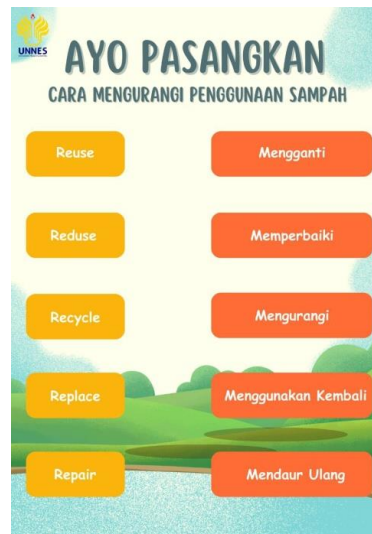 UNNES
AYO PASANGKAN
CARA MENGURANGI PENGGUNAAN SAMPAH
Reuse
Mengganti
Reduse
Memperbaiki
Recycle
Mengurangi
Replace
Menggunakan Kembali
Repair
Mendaur Ulang